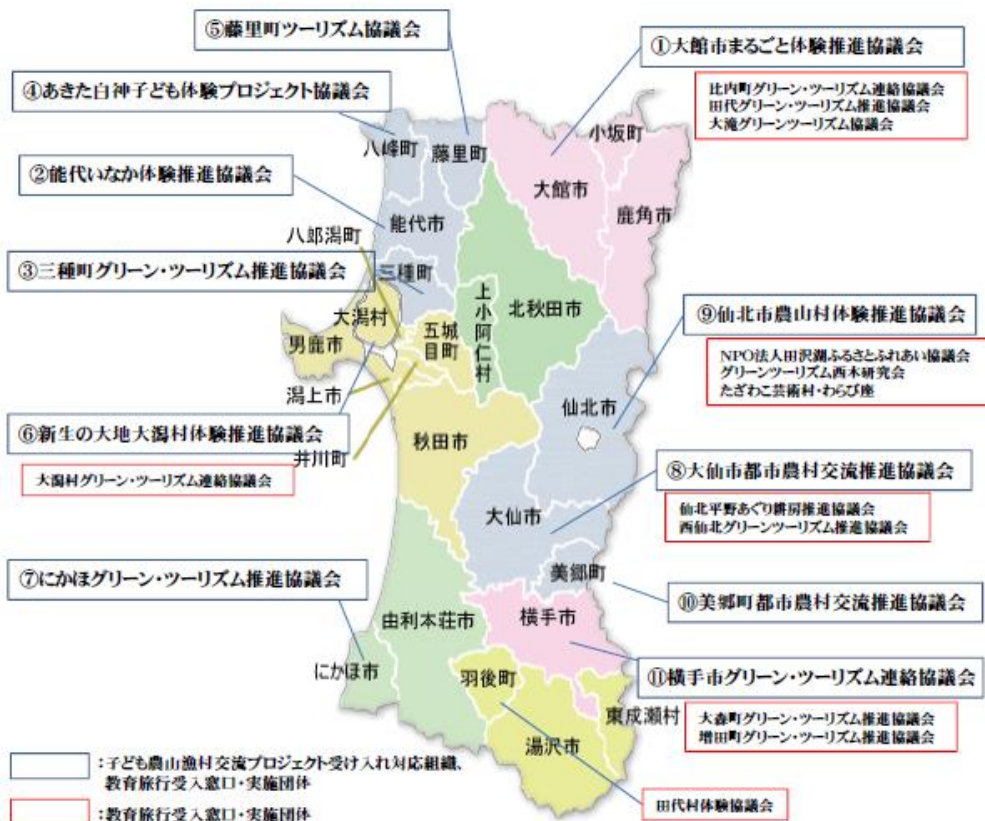 ⑤藤里町ツーリズム協議会
①大館市まるごと体験推進協議会
比内町グリーン・ツーリズム連絡協議会
田代グリーン・ツーリズム推進協議会
大滝グリーンツーリズム協議会
④あきた白神子ども体験プロジェクト協議会
②能代いなか体験推進協議会
③三種町グリーン・ツーリズム推進協議会
八峰町
藤里町
小坂町
大館市
鹿角市
能代市
八郎潟町
三種町
大潟村
男鹿市
五城
目町
上小阿仁村
北秋田市
潟上市
井川町
秋田市
仙北市
⑨仙北市農山村体験推進協議会
NPO法人田沢湖ふるさとふれあい協議会
グリーンツーリズム西木研究会
たざわこ芸術村・わらび座
⑥新生の大地大潟村体験推進協議会
大潟村グリーン・ツーリズム連絡協議会
⑧大仙市都市農村交流推進協議会
仙北平野あぐり耕房推進協議会
西仙北グリーンツーリズム推進協議会
大仙市
美郷町
⑩美郷町都市農村交流推進協議会
⑦にかほグリーン・ツーリズム推進協議会
由利本荘市
横手市
にかほ市
羽後町
⑪横手市グリーン・ツーリズム連絡協議会
大森町グリーン・ツーリズム推進協議会
増田町グリーン・ツーリズム推進協議会
東成瀬村
湯沢市
田代村体験協議会
：子ども農山漁村交流プロジェクト受け入れ対応組織、
教育旅行受入窓口・実施団体
：教育旅行受入窓口・実施団体